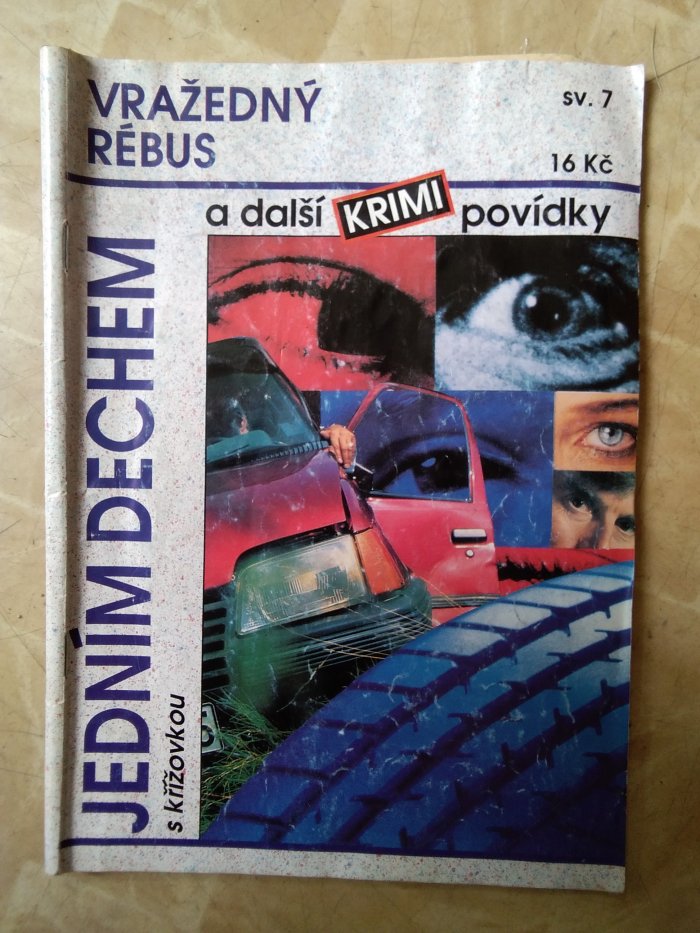 VRAŽEDNÝ
RÉBUS
sv. 7
16 Kč
a další KRIMI povídky
JEDNÍM DECHEM
s křížovkou